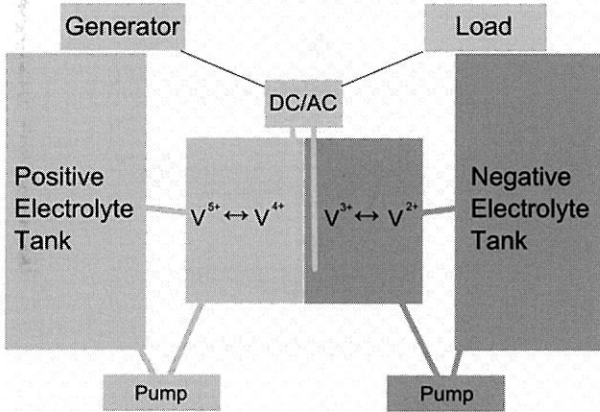 Generator
Load
DC/AC
Positive
Electrolyte
Tank
V5+ ↔ V4+
V3+ ↔ V2+
Negative
Electrolyte
Tank
Pump
Pump